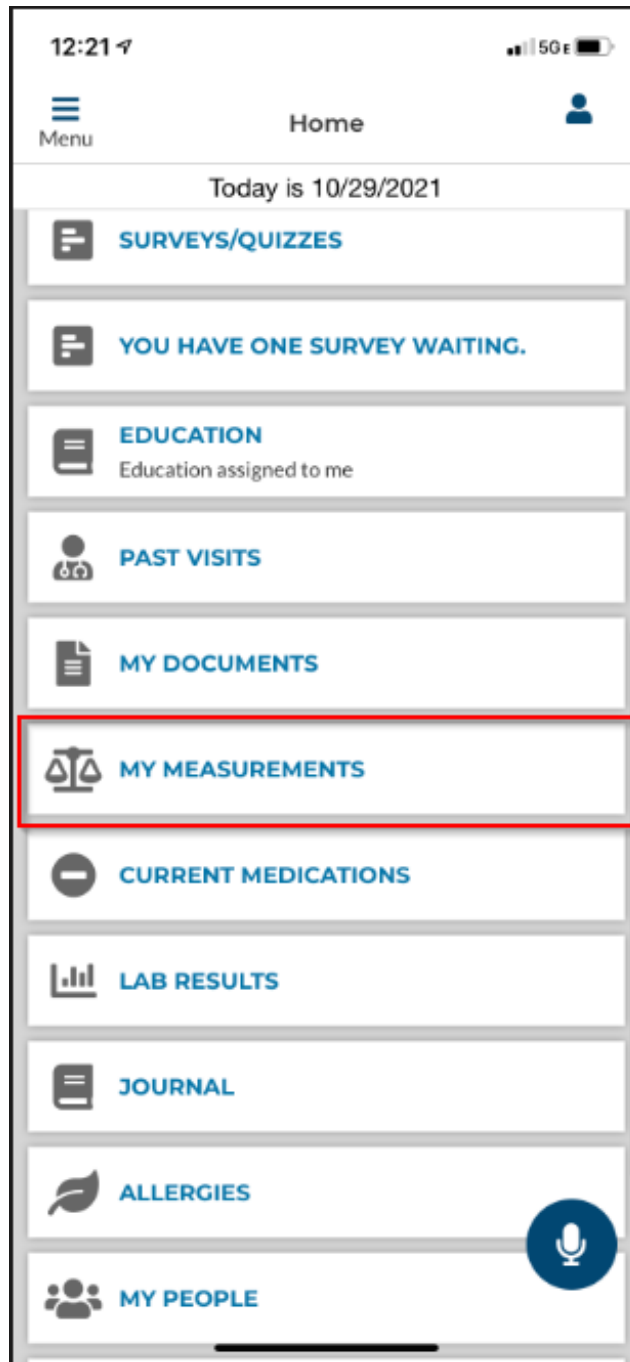 12:21
5GE
Menu
Home
Today is 10/29/2021
SURVEYS/QUIZZES
YOU HAVE ONE SURVEY WAITING.
EDUCATION
Education assigned to me
PAST VISITS
MY DOCUMENTS
MY MEASUREMENTS
CURRENT MEDICATIONS
LAB RESULTS
JOURNAL
ALLERGIES
MY PEOPLE